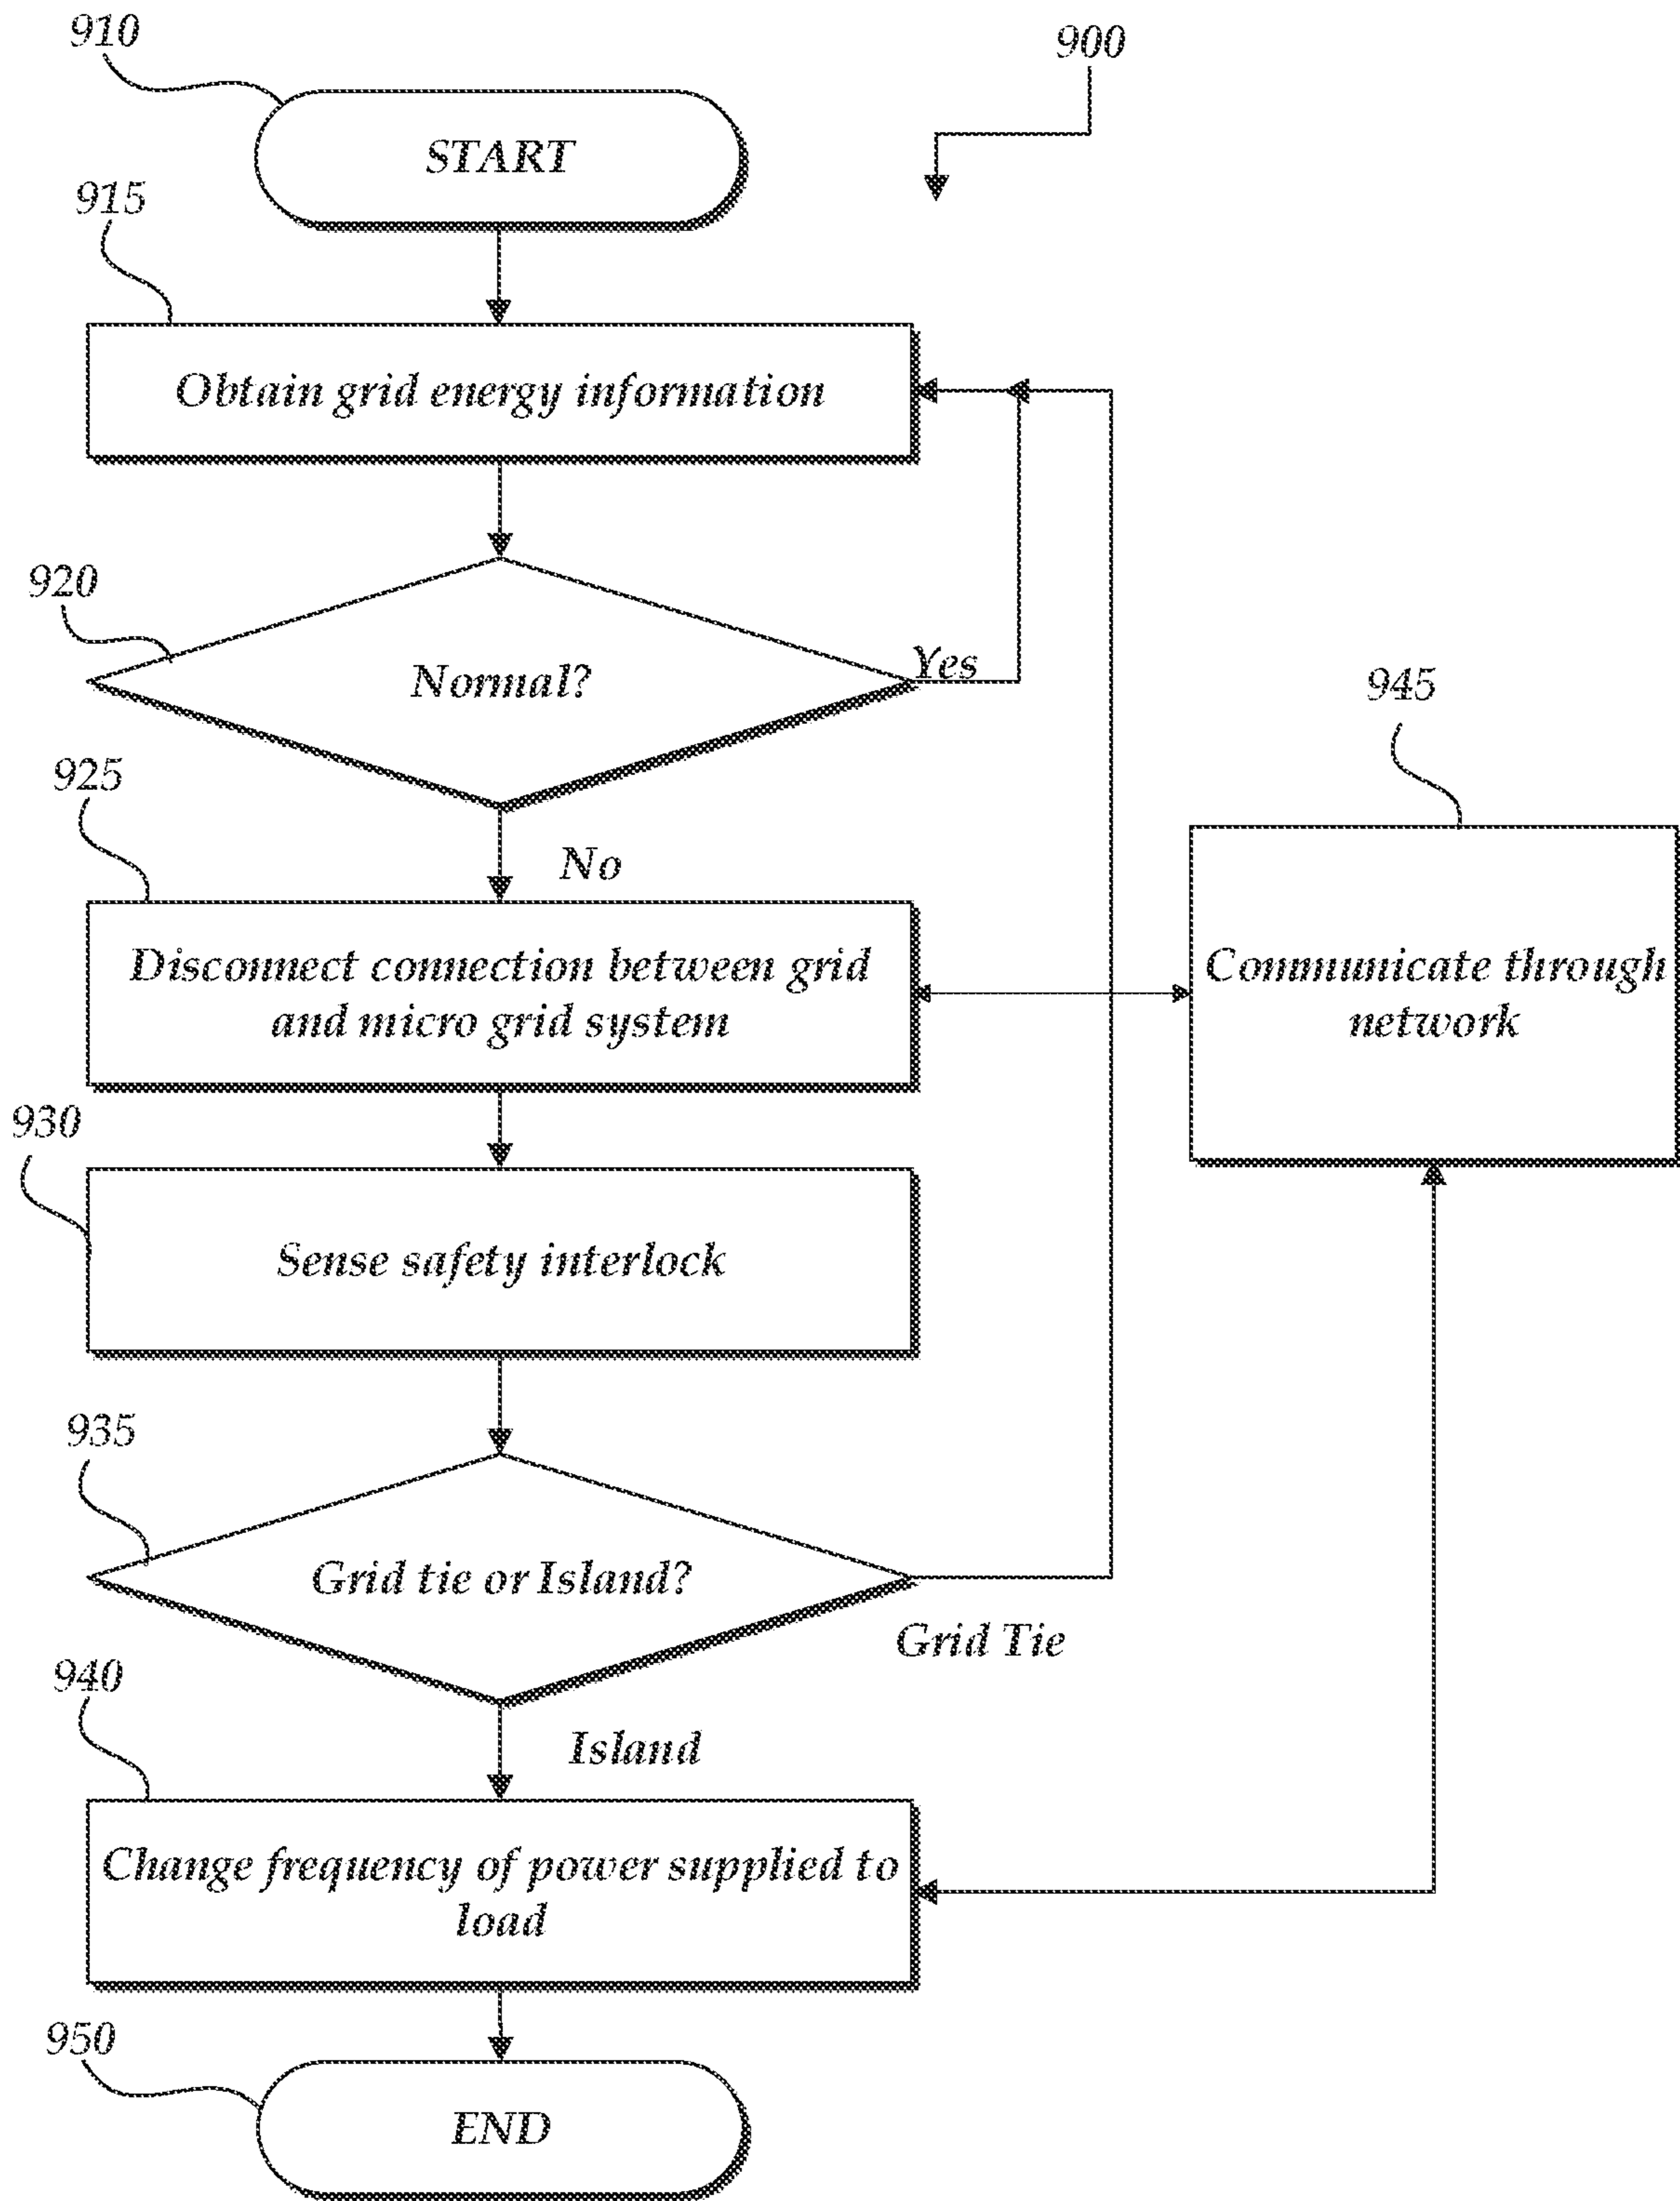 910
900
START
915
Obtain grid energy information
920
Normal?
Yes
945
925
No
Disconnect connection between grid
and micro grid system
Communicate through
network
930
Sense safety interlock
935
Grid tie or Island?
Grid Tie
940
Island
Change frequency of power supplied to
load
950
END